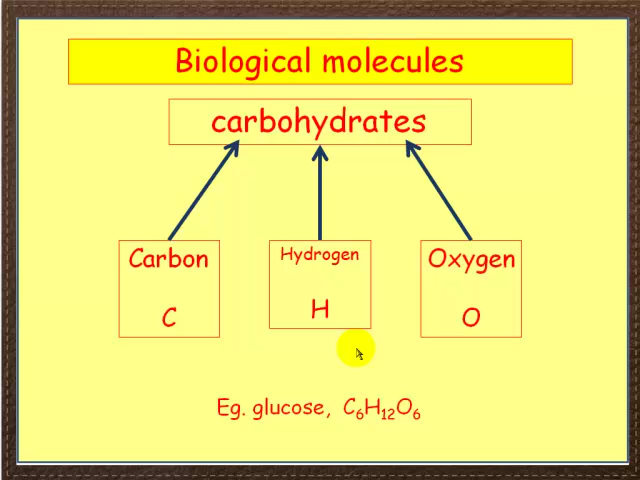 Biological molecules
carbohydrates
Carbon
C
Hydrogen
H
Oxygen
O
Eg. glucose, C₆H₁₂O₆